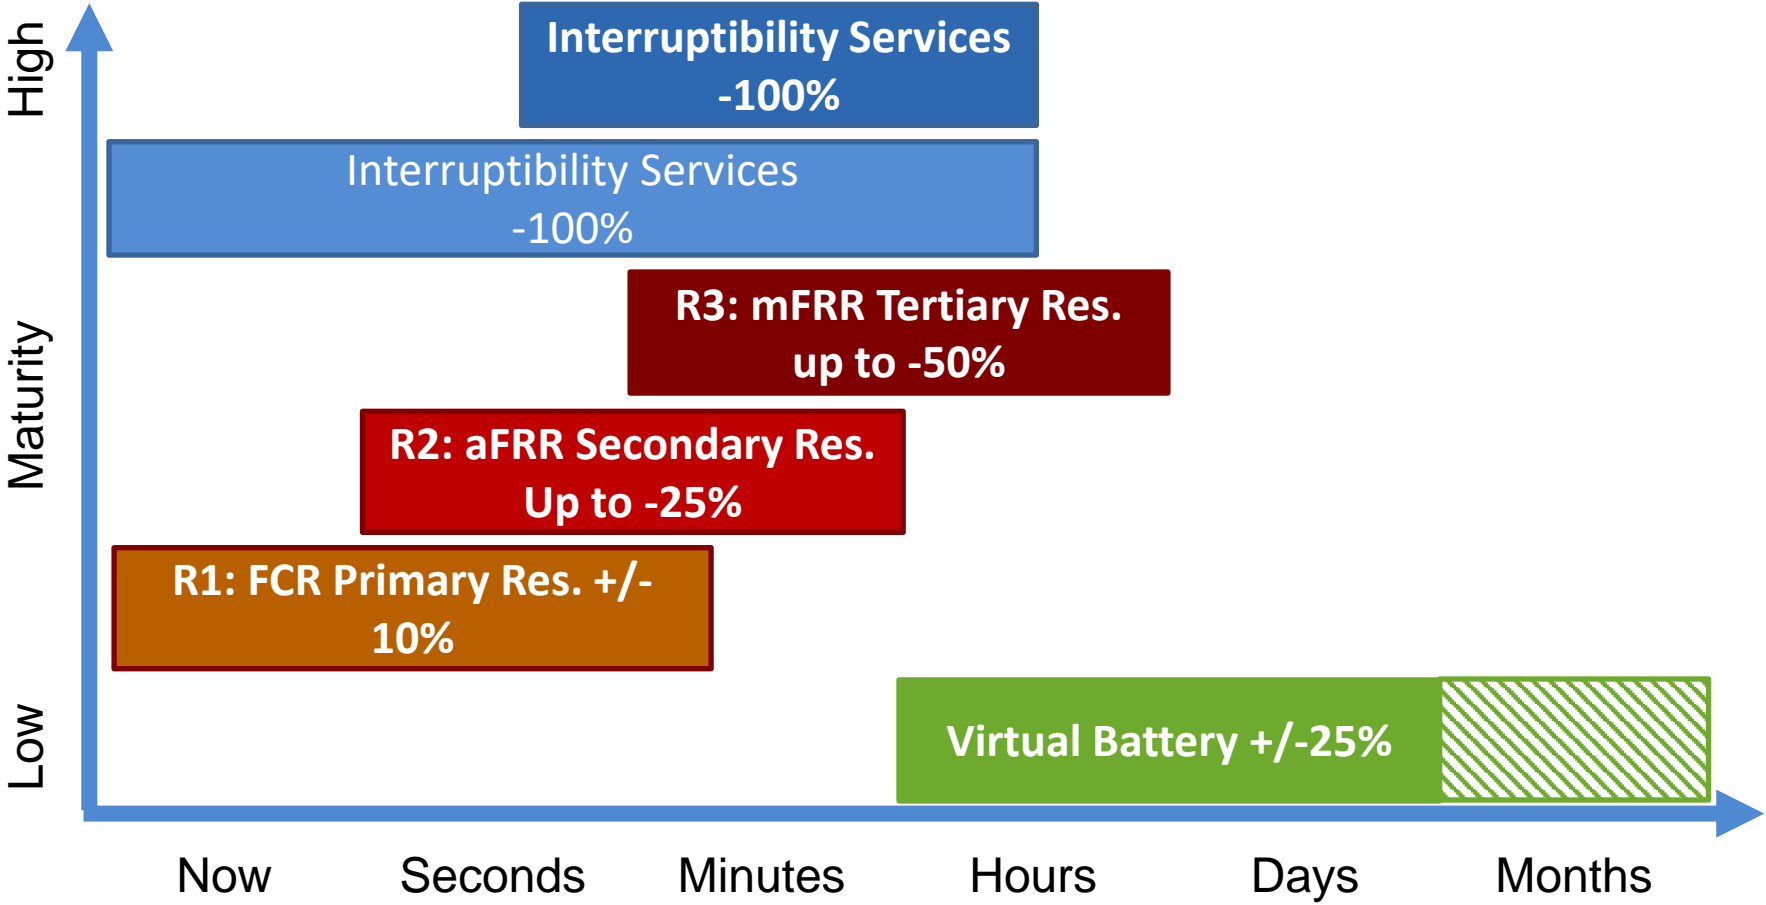 High
Interruptibility Services
-100%
Interruptibility Services
-100%
Maturity
R3: mFRR Tertiary Res.
up to -50%
R2: aFRR Secondary Res.
Up to -25%
R1: FCR Primary Res. +/-
10%
Low
Virtual Battery +/-25%
Now Seconds Minutes Hours Days Months